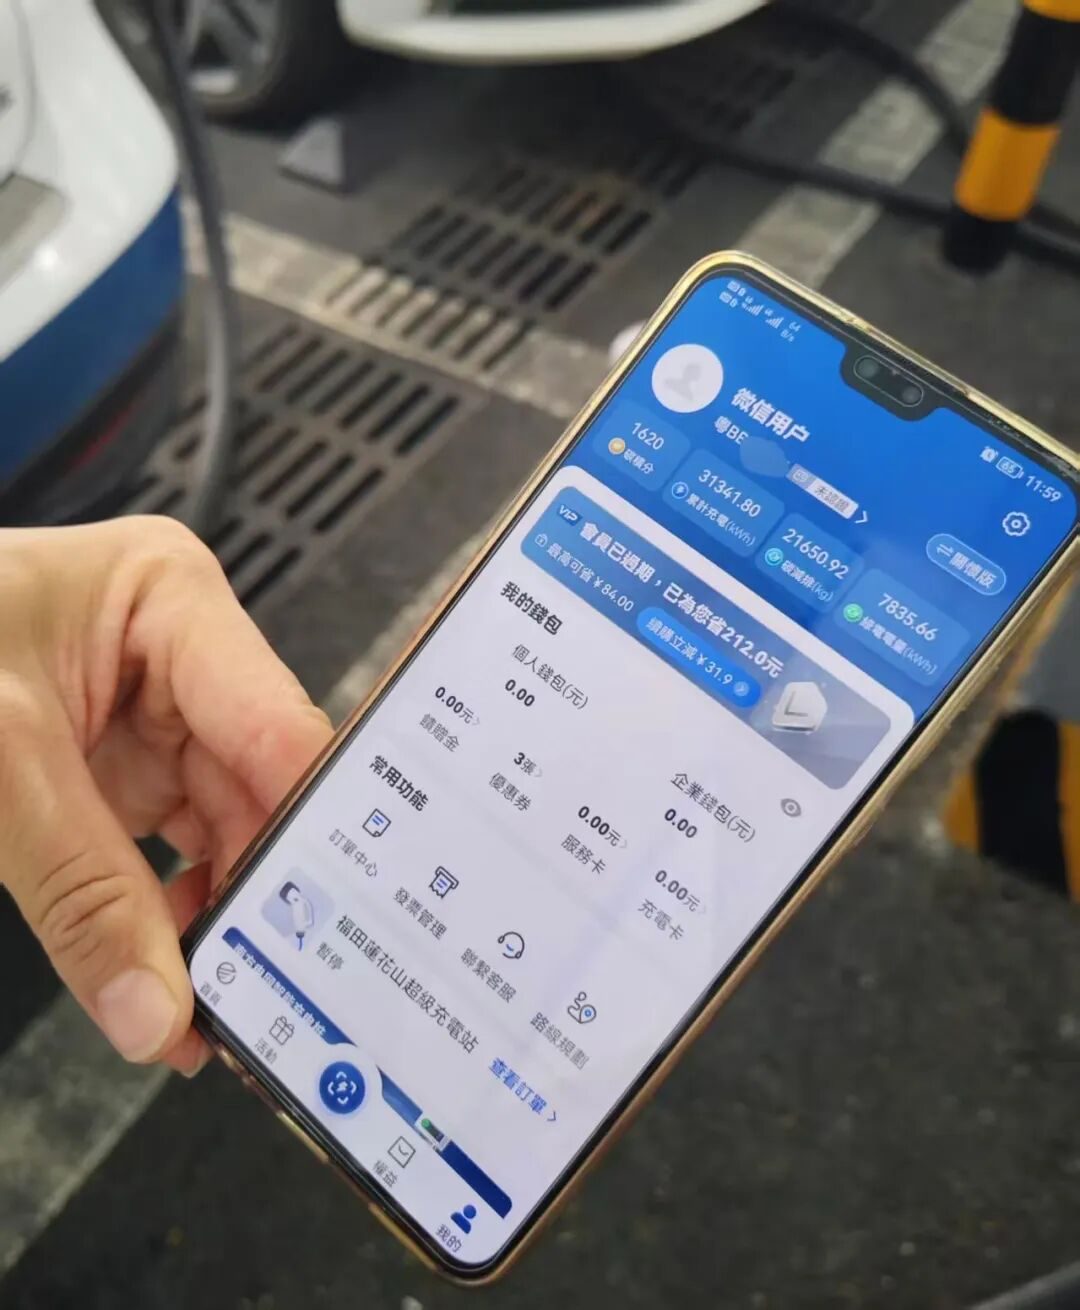 64
B/s
65
11:59
微信用户
粤BE
未認證
關懷版
1620
碳積分
31341.80
累計充電(kWh)
21650.92
碳減排(kg)
7835.66
綠電電量(kWh)
VIP 會員已過期，已為您省212.0元
最高可省¥84.00
續購立減¥31.9
我的錢包
個人錢包(元)
0.00
企業錢包(元)
0.00
0.00元
3張
優惠券
0.00元
服務卡
0.00元
充電卡
常用功能
訂單中心
發票管理
聯繫客服
路線規劃
福田蓮花山超級充電站
暫停
查看訂單
首頁
活動
權益
我的